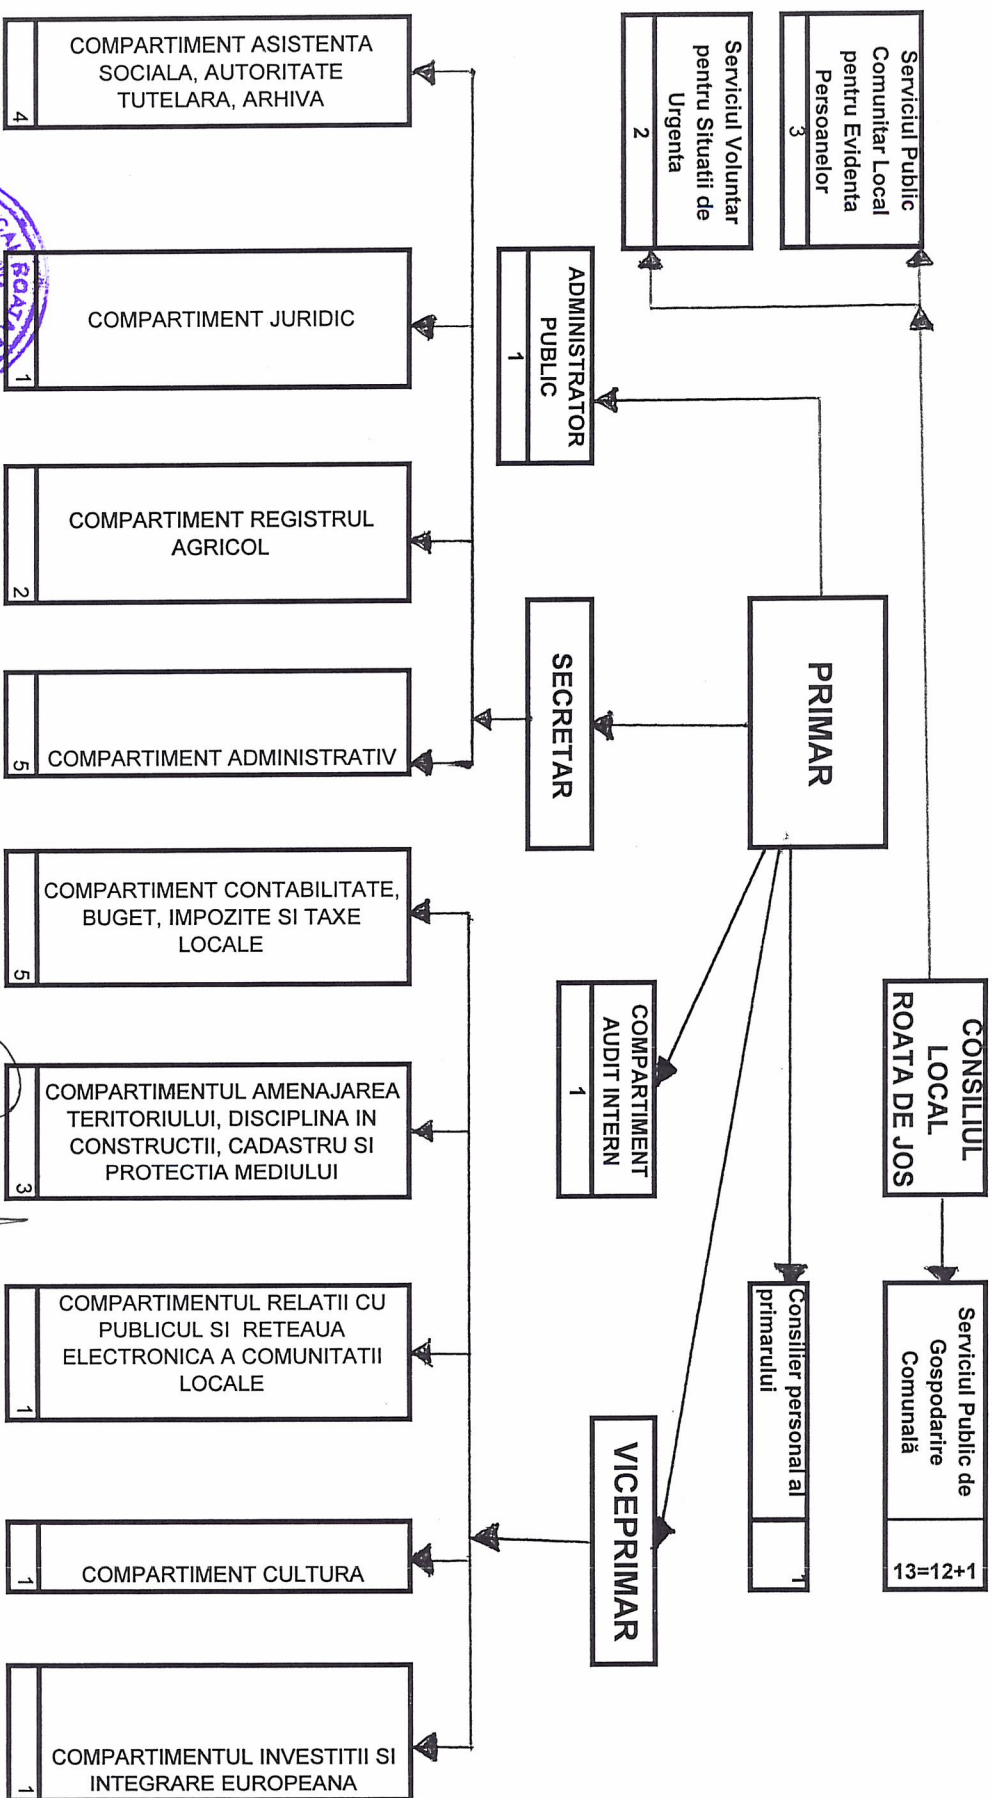 CONSILIUL
LOCAL
ROATA DE JOS
Serviciul Public de
Gospodarire
Comunală
13=12+1
Serviciul Public
Comunitar Local
pentru Evidenta
Persoanelor
3
Serviciul Voluntar
pentru Situatii de
Urgenta
2
PRIMAR
Consilier personal al
primarului
1
ADMINISTRATOR
PUBLIC
1
SECRETAR
COMPARTIMENT
AUDIT INTERN
1
VICEPRIMAR
COMPARTIMENT ASISTENTA
SOCIALA, AUTORITATE
TUTELARA, ARHIVA
4
COMPARTIMENT JURIDIC
1
COMPARTIMENT REGISTRUL
AGRICOL
2
COMPARTIMENT ADMINISTRATIV
5
COMPARTIMENT CONTABILITATE,
BUGET, IMPOZITE SI TAXE
LOCALE
5
COMPARTIMENTUL AMENAJAREA
TERITORIULUI, DISCIPLINA IN
CONSTRUCTII, CADASTRU SI
PROTECTIA MEDIULUI
3
COMPARTIMENTUL RELATII CU
PUBLICUL SI RETEAUA
ELECTRONICA A COMUNITATII
LOCALE
1
COMPARTIMENT CULTURA
1
COMPARTIMENTUL INVESTITII SI
INTEGRARE EUROPEANA
1
ROATA